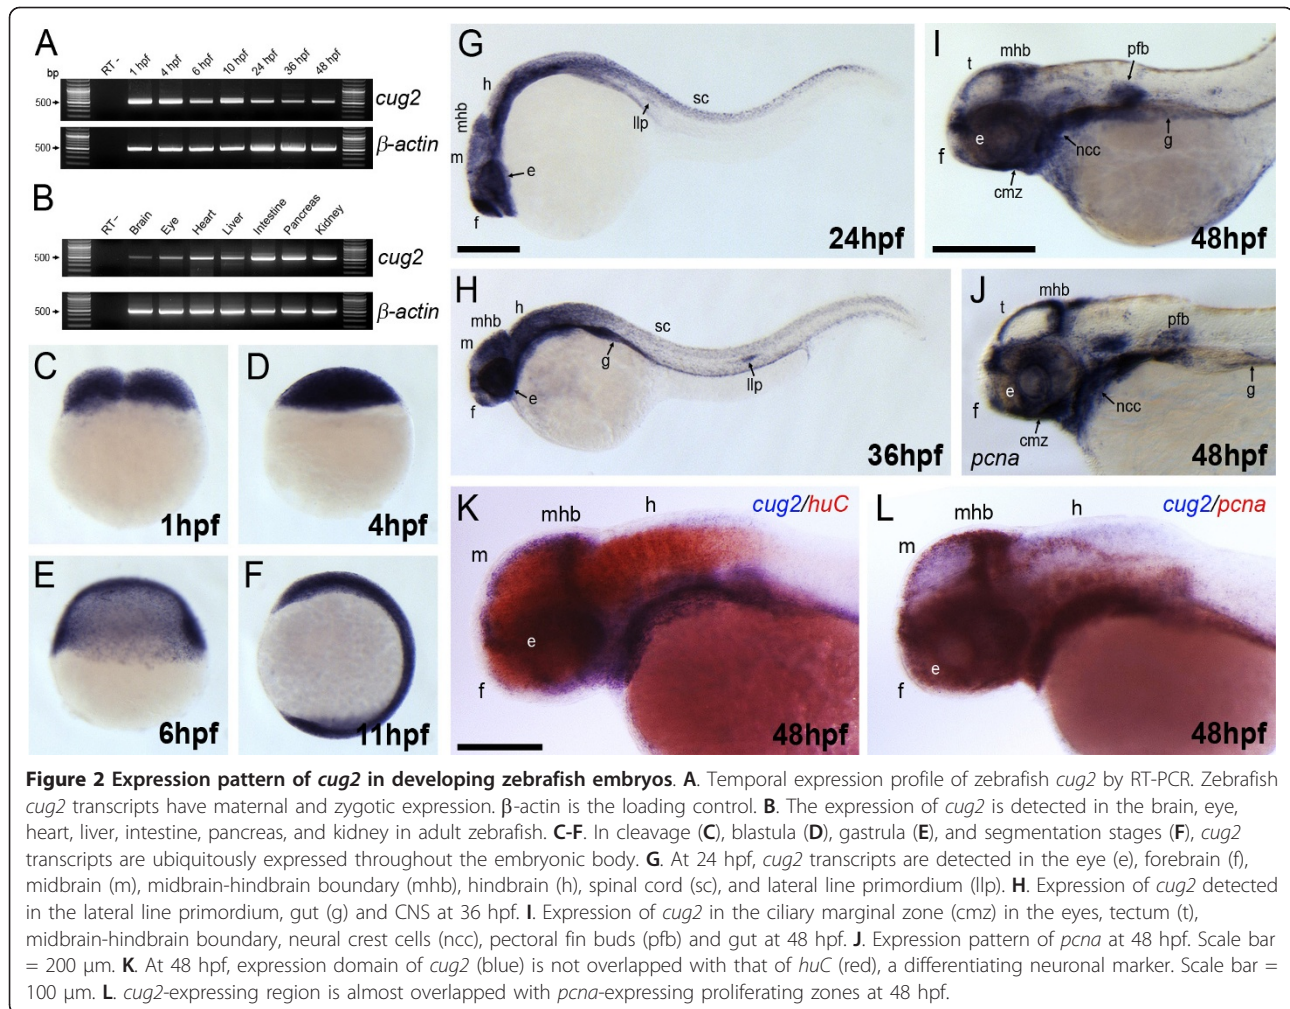 A
RT -
1 hpf
4 hpf
6 hpf
10 hpf
24 hpf
36 hpf
48 hpf
bp
500
cug2
500
β-actin
B
RT-
Brain
Eye
Heart
Liver
Intestine
Pancreas
Kidney
500
cug2
500
β-actin
C
1hpf
D
4hpf
E
6hpf
F
11hpf
G
h
mhb
m
e
f
llp
sc
24hpf
H
h
mhb
m
sc
g
llp
e
f
36hpf
I
mhb
t
pfb
e
f
ncc
g
cmz
48hpf
J
mhb
t
pfb
e
f
ncc
g
cmz
pcna
48hpf
K
h
mhb
m
cug2/huC
e
f
48hpf
L
h
mhb
m
cug2/pcna
e
f
48hpf
Figure 2 Expression pattern of cug2 in developing zebrafish embryos. A. Temporal expression profile of zebrafish cug2 by RT-PCR. Zebrafish
cug2 transcripts have maternal and zygotic expression. β-actin is the loading control. B. The expression of cug2 is detected in the brain, eye,
heart, liver, intestine, pancreas, and kidney in adult zebrafish. C-F. In cleavage (C), blastula (D), gastrula (E), and segmentation stages (F), cug2
transcripts are ubiquitously expressed throughout the embryonic body. G. At 24 hpf, cug2 transcripts are detected in the eye (e), forebrain (f),
midbrain (m), midbrain-hindbrain boundary (mhb), hindbrain (h), spinal cord (sc), and lateral line primordium (llp). H. Expression of cug2 detected
in the lateral line primordium, gut (g) and CNS at 36 hpf. I. Expression of cug2 in the ciliary marginal zone (cmz) in the eyes, tectum (t),
midbrain-hindbrain boundary, neural crest cells (ncc), pectoral fin buds (pfb) and gut at 48 hpf. J. Expression pattern of pcna at 48 hpf. Scale bar
= 200 μm. K. At 48 hpf, expression domain of cug2 (blue) is not overlapped with that of huC (red), a differentiating neuronal marker. Scale bar =
100 μm. L. cug2-expressing region is almost overlapped with pcna-expressing proliferating zones at 48 hpf.